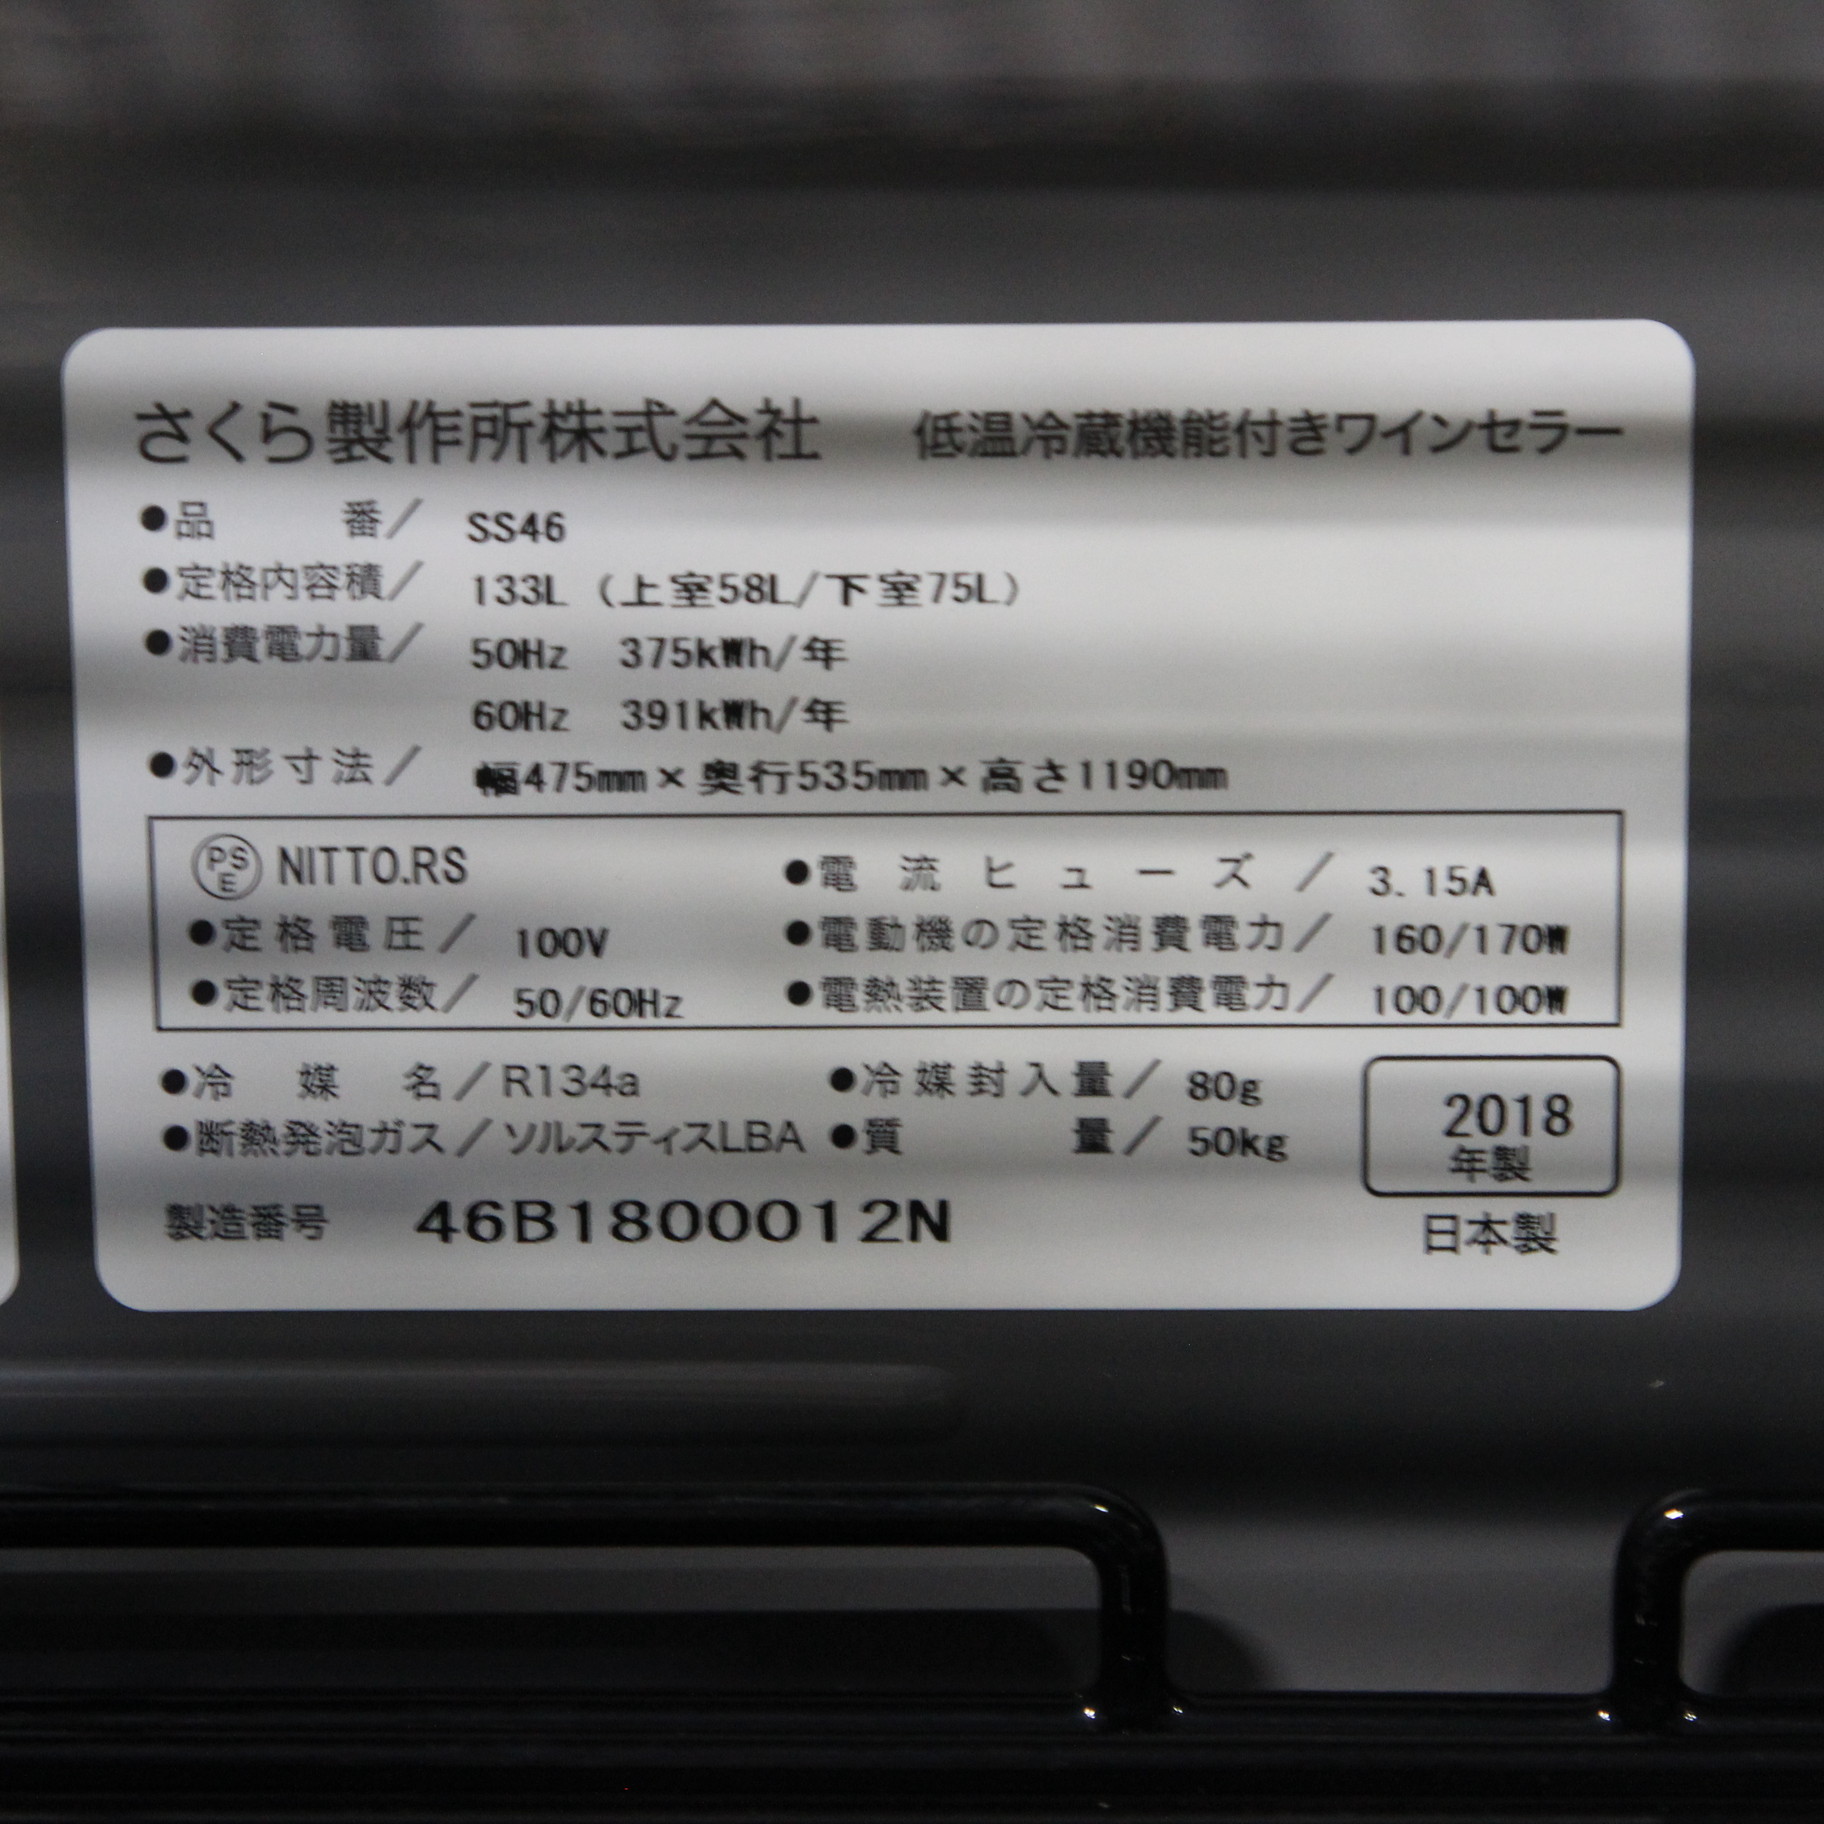 さくら製作所株式会社 低温冷蔵機能付きワインセラー
●品番／ SS46
●定格内容積／ 133L（上室58L/下室75L）
●消費電力量／ 50Hz 375kWh/年
60Hz 391kWh/年
●外形寸法／ 幅475mm×奥行535mm×高さ1190mm
PSE NITTO.RS ●電流ヒューズ／ 3.15A
●定格電圧／ 100V ●電動機の定格消費電力／ 160/170W
●定格周波数／ 50/60Hz ●電熱装置の定格消費電力／ 100/100W
●冷媒名／R134a ●冷媒封入量／ 80g
●断熱発泡ガス／ソルスティスLBA ●質量／ 50kg
2018
年製
製造番号 46B1800012N
日本製